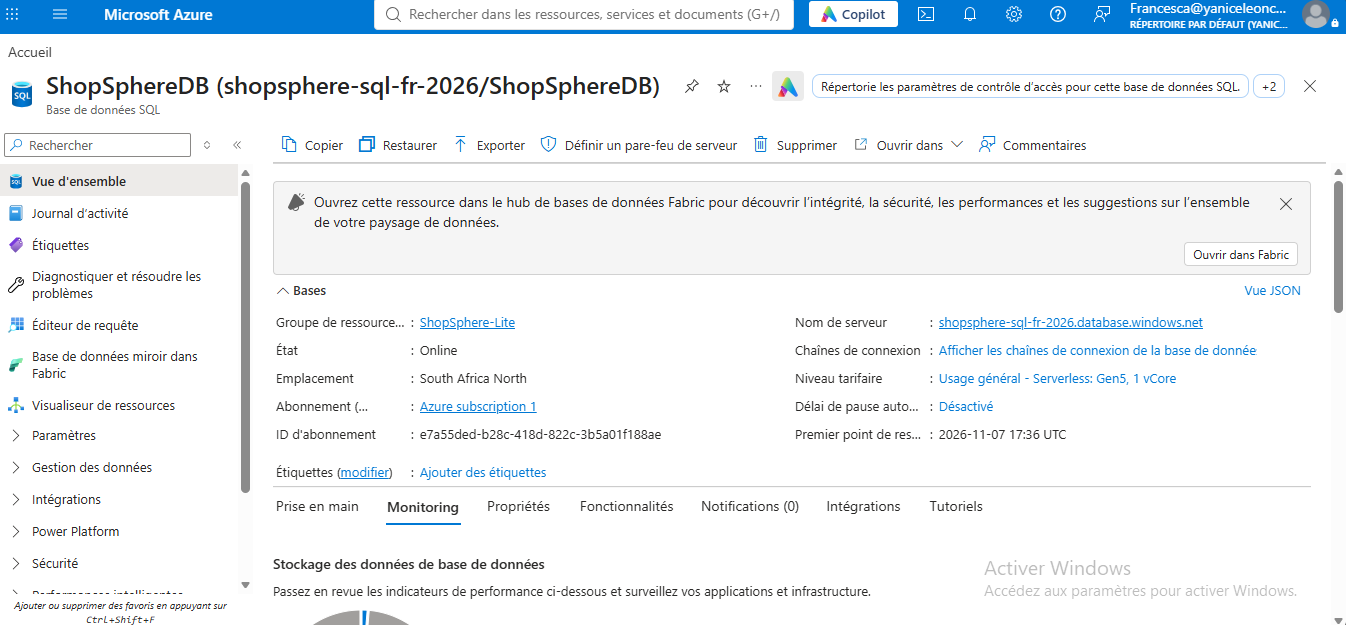 Microsoft Azure
Rechercher dans les ressources, services et documents (G+/)
Copilot
Francesca@yaniceleonc...
RÉPERTOIRE PAR DÉFAUT (YANIC...
Accueil
SQL
ShopSphereDB (shopsphere-sql-fr-2026/ShopSphereDB)
Base de données SQL
Répertorie les paramètres de contrôle d'accès pour cette base de données SQL.
+2
Rechercher
Copier
Restaurer
Exporter
Définir un pare-feu de serveur
Supprimer
Ouvrir dans
Commentaires
Vue d'ensemble
Journal d'activité
Étiquettes
Diagnostiquer et résoudre les
problèmes
Éditeur de requête
Base de données miroir dans
Fabric
Visualiseur de ressources
Paramètres
Gestion des données
Intégrations
Power Platform
Sécurité
Performances intelligentes
Ajouter ou supprimer des favoris en appuyant sur
Ctrl+Shift+F
Ouvrez cette ressource dans le hub de bases de données Fabric pour découvrir l'intégrité, la sécurité, les performances et les suggestions sur l'ensemble
de votre paysage de données.
Ouvrir dans Fabric
Bases
Vue JSON
Groupe de ressource... : ShopSphere-Lite
État : Online
Emplacement : South Africa North
Abonnement (... : Azure subscription 1
ID d'abonnement : e7a55ded-b28c-418d-822c-3b5a01f188ae
Étiquettes (modifier) : Ajouter des étiquettes
Nom de serveur : shopsphere-sql-fr-2026.database.windows.net
Chaînes de connexion : Afficher les chaînes de connexion de la base de donnée
Niveau tarifaire : Usage général - Serverless: Gen5, 1 vCore
Délai de pause auto... : Désactivé
Premier point de res... : 2026-11-07 17:36 UTC
Prise en main
Monitoring
Propriétés
Fonctionnalités
Notifications (0)
Intégrations
Tutoriels
Stockage des données de base de données
Passez en revue les indicateurs de performance ci-dessous et surveillez vos applications et infrastructure.
Activer Windows
Accédez aux paramètres pour activer Windows.